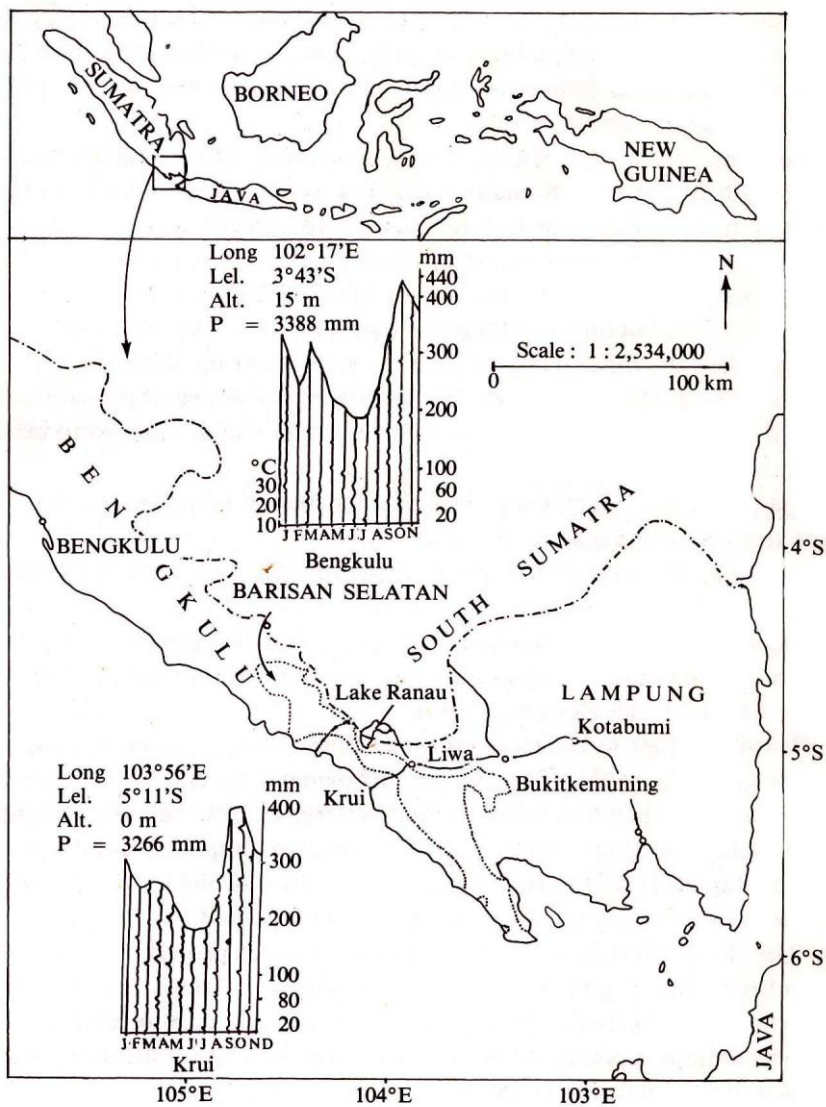 SUMATRA
BORNEO
NEW
GUINEA
JAVA
Long 102°17'E
Lel. 3°43'S
Alt. 15 m
P = 3388 mm
mm
440
400
300
200
100
60
20
°C
30
20
10
J F M A M J J A S O N
Bengkulu
N
Scale : 1 : 2,534,000
0 100 km
BENGKULU
BENGKULU
BARISAN SELATAN
SOUTH SUMATRA
4°S
Lake Ranau
LAMPUNG
Kotabumi
Liwa
5°S
Krui
Bukitkemuning
Long 103°56'E
Lel. 5°11'S
Alt. 0 m
P = 3266 mm
mm
400
300
200
100
80
20
J F M A M J J A S O N D
Krui
6°S
JAVA
105°E 104°E 103°E